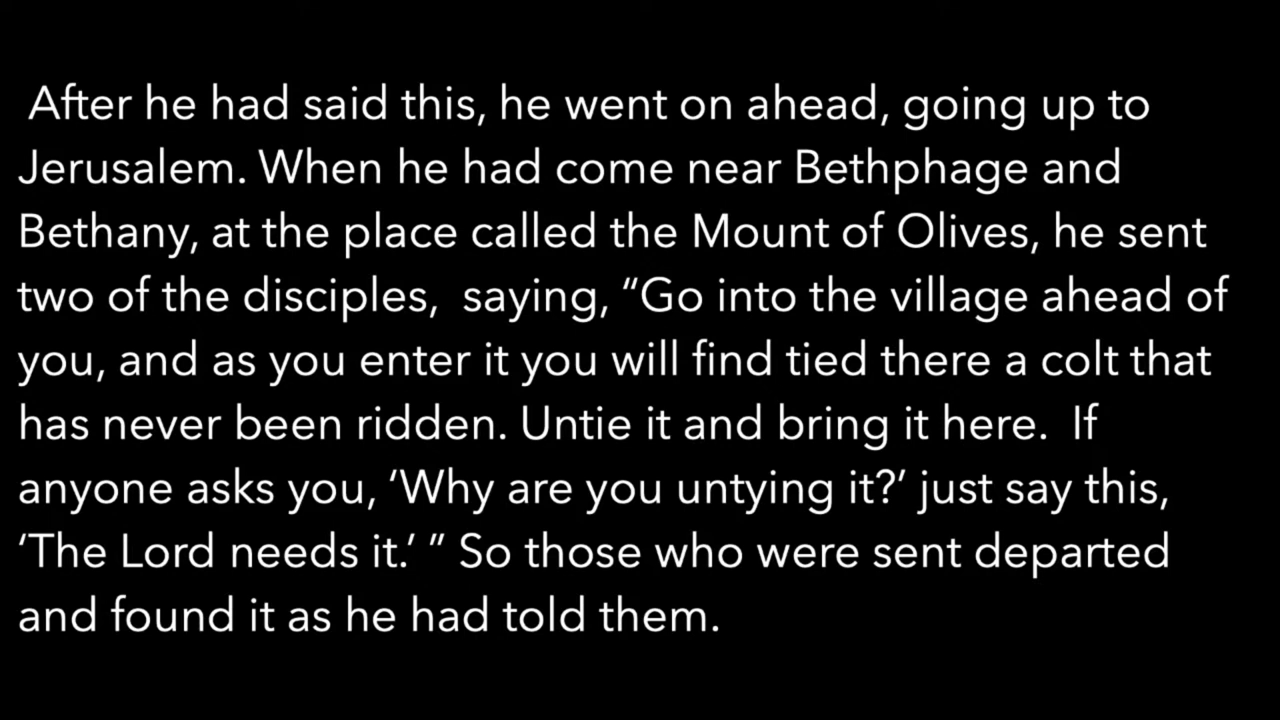 After he had said this, he went on ahead, going up to
Jerusalem. When he had come near Bethphage and
Bethany, at the place called the Mount of Olives, he sent
two of the disciples,  saying, “Go into the village ahead of
you, and as you enter it you will find tied there a colt that
has never been ridden. Untie it and bring it here.  If
anyone asks you, ‘Why are you untying it?’ just say this,
‘The Lord needs it.’ ” So those who were sent departed
and found it as he had told them.